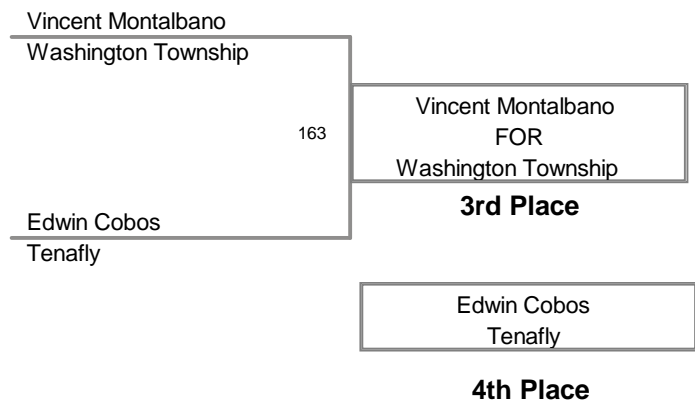 Vincent Montalbano
Washington Township
163
Vincent Montalbano
FOR
Washington Township
3rd Place
Edwin Cobos
Tenafly
Edwin Cobos
Tenafly
4th Place